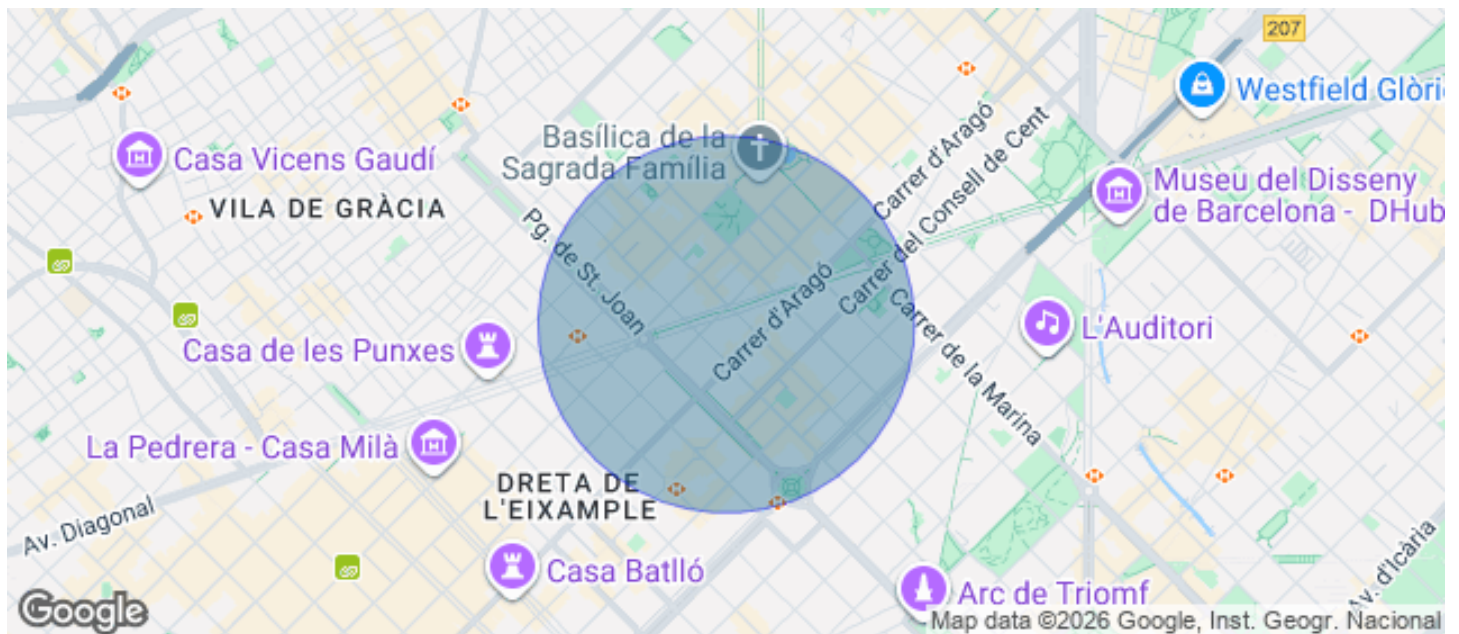 207
Westfield Glòri
Basílica de la
Sagrada Família
Carrer d'Aragó
Carrer del Consell de Cent
Casa Vicens Gaudí
Museu del Disseny
de Barcelona - DHub
VILA DE GRÀCIA
Pg. de St. Joan
Carrer d'Aragó
Carrer de la Marina
L'Auditori
Casa de les Punxes
La Pedrera - Casa Milà
DRETA DE
L'EIXAMPLE
Av. Diagonal
Casa Batlló
Av. d'Icària
Arc de Triomf
Google
Map data ©2026 Google, Inst. Geogr. Nacional